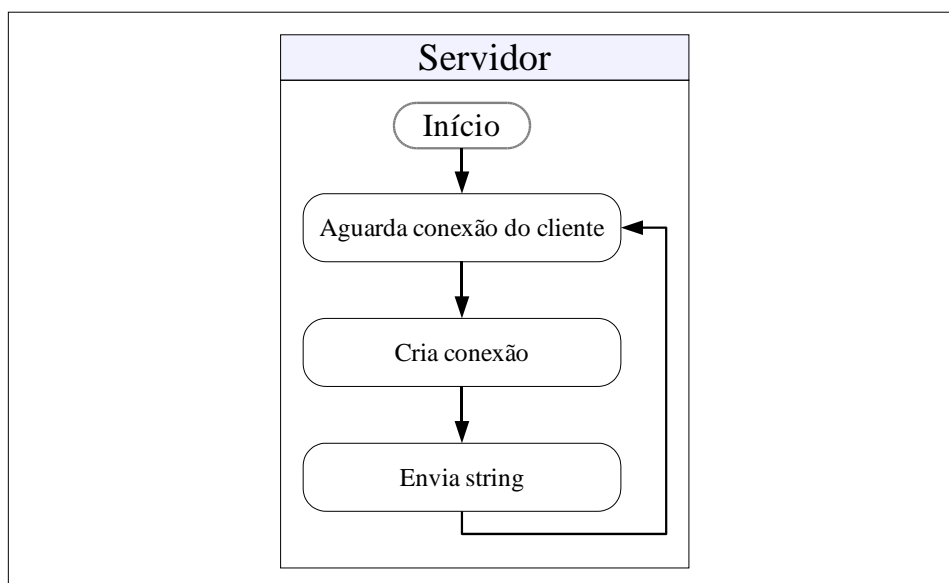 Servidor
Início
Aguarda conexão do cliente
Cria conexão
Envia string